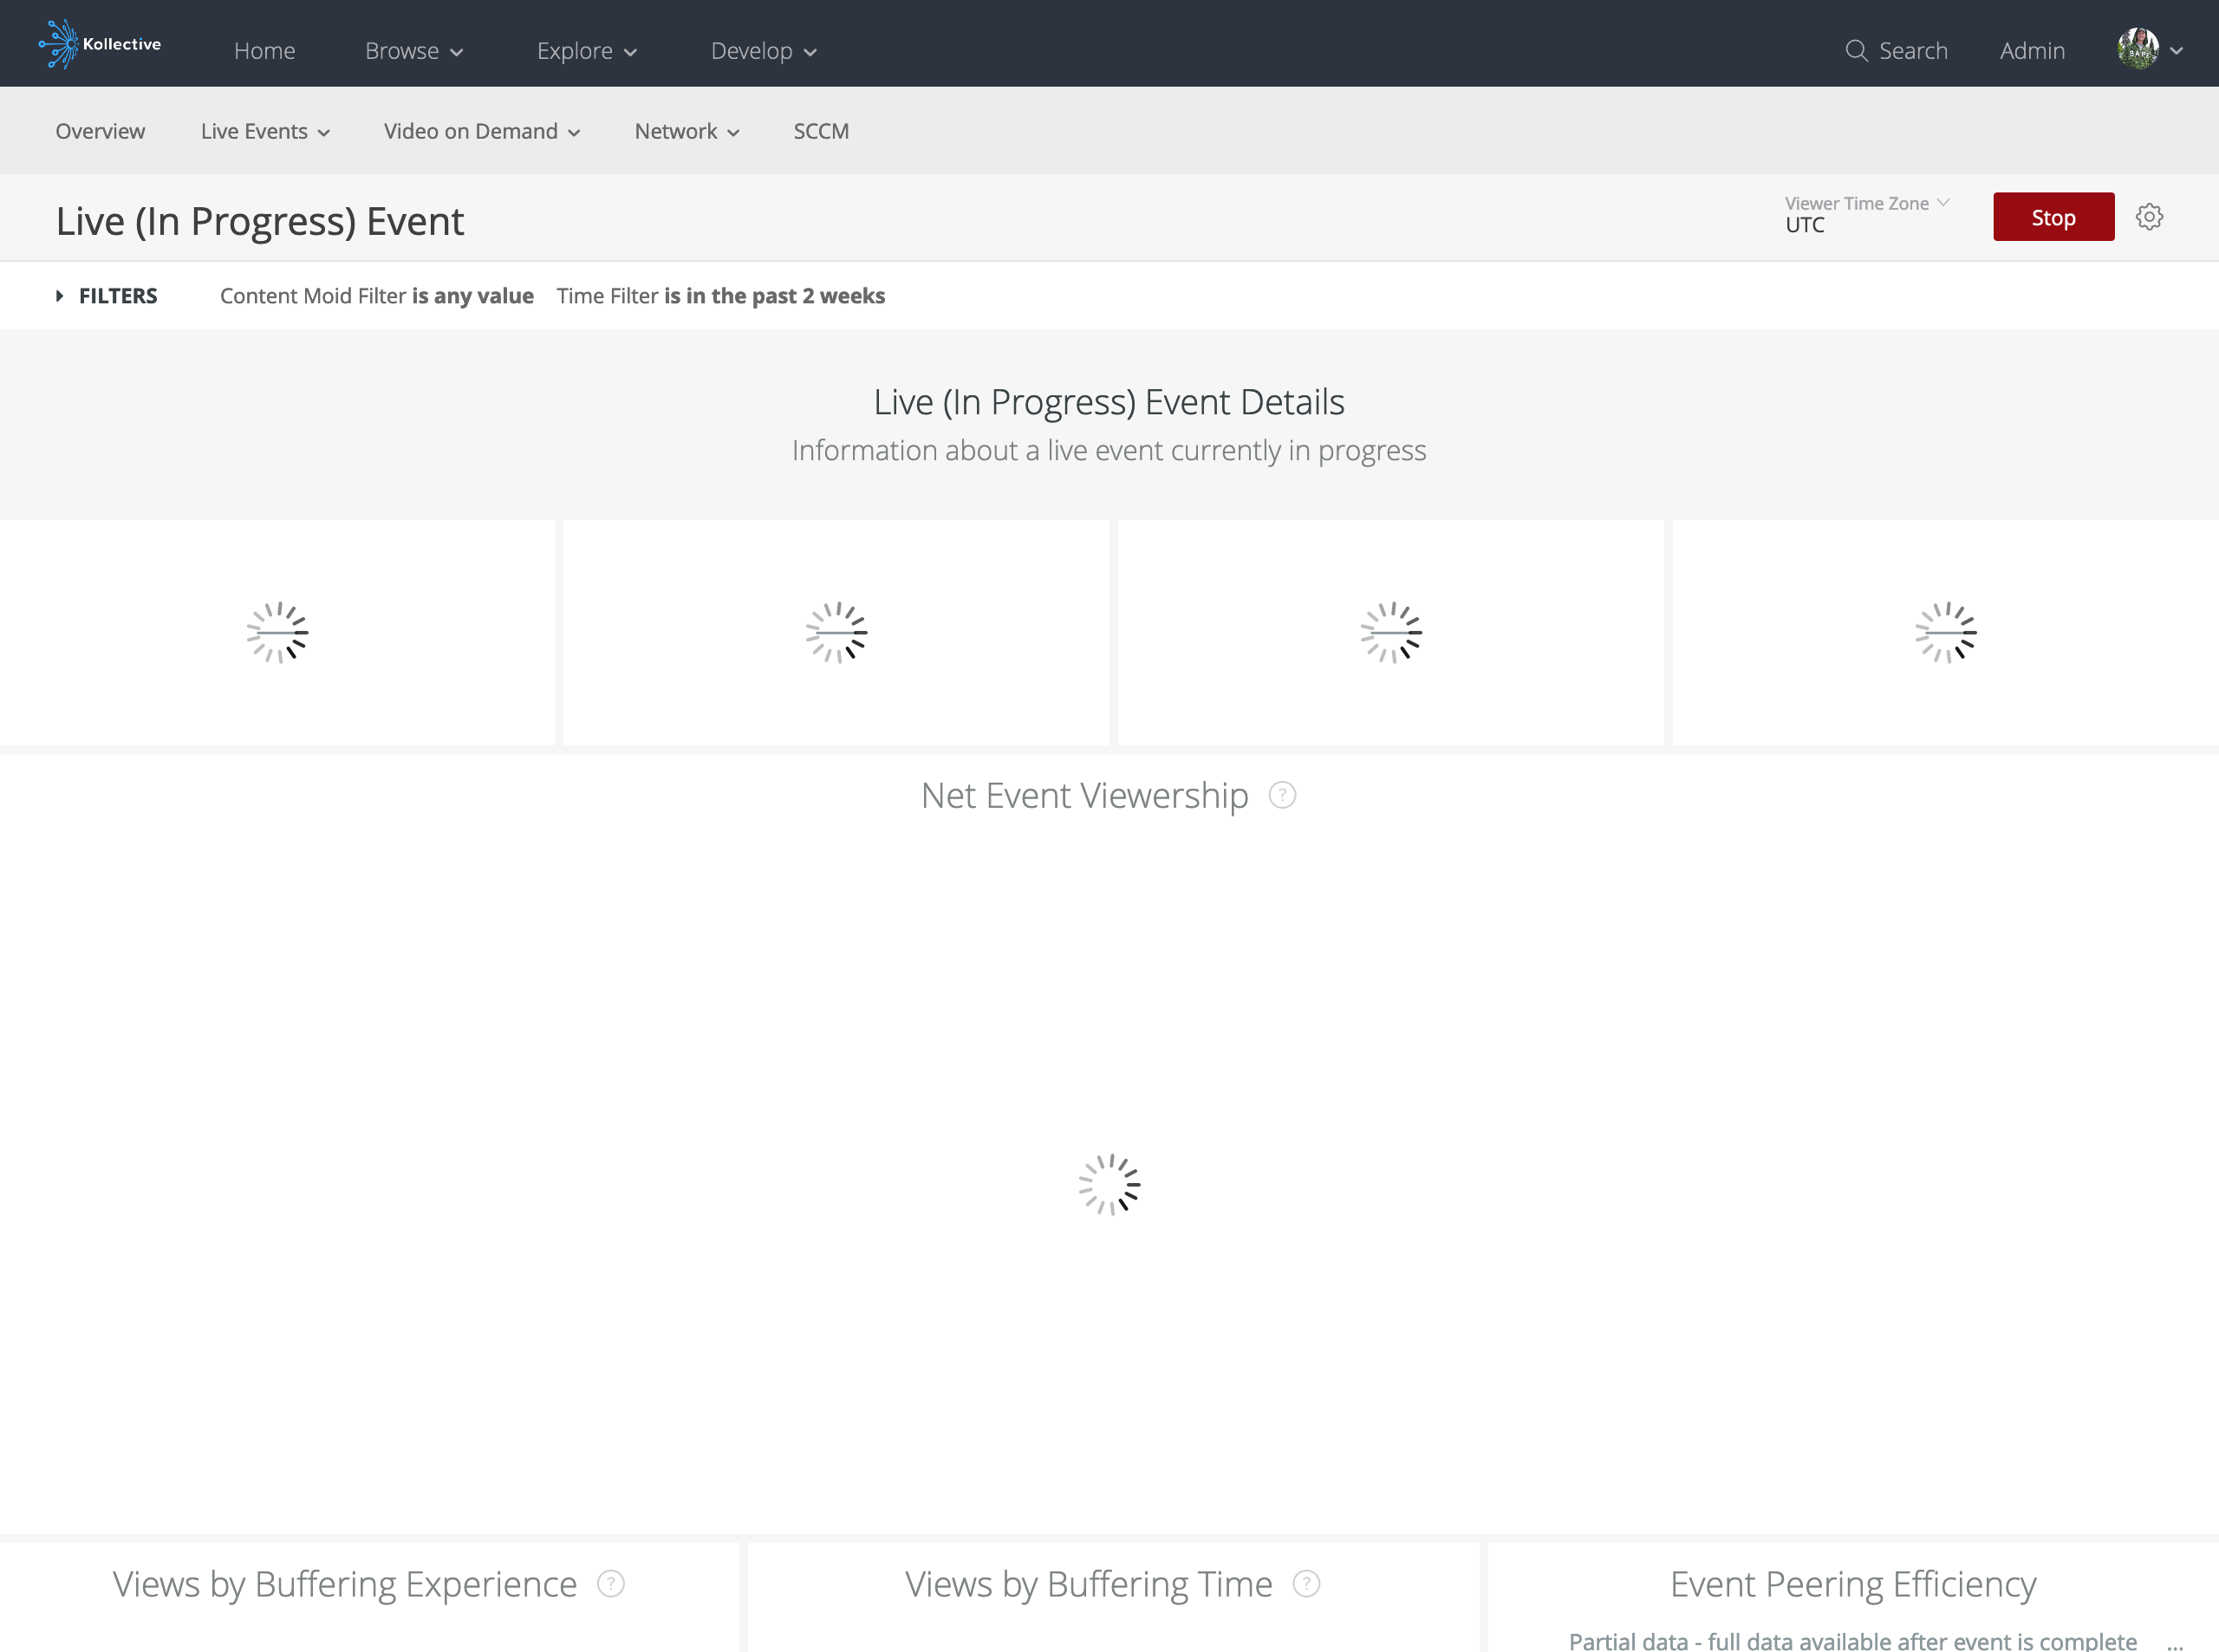 Kollective Home Browse Explore Develop Search Admin
Overview Live Events Video on Demand Network SCCM
Live (In Progress) Event
Viewer Time Zone
UTC
Stop
FILTERS Content Moid Filter is any value Time Filter is in the past 2 weeks
Live (In Progress) Event Details
Information about a live event currently in progress
Net Event Viewership ?
Views by Buffering Experience ?
Views by Buffering Time ?
Event Peering Efficiency
Partial data - full data available after event is complete ...